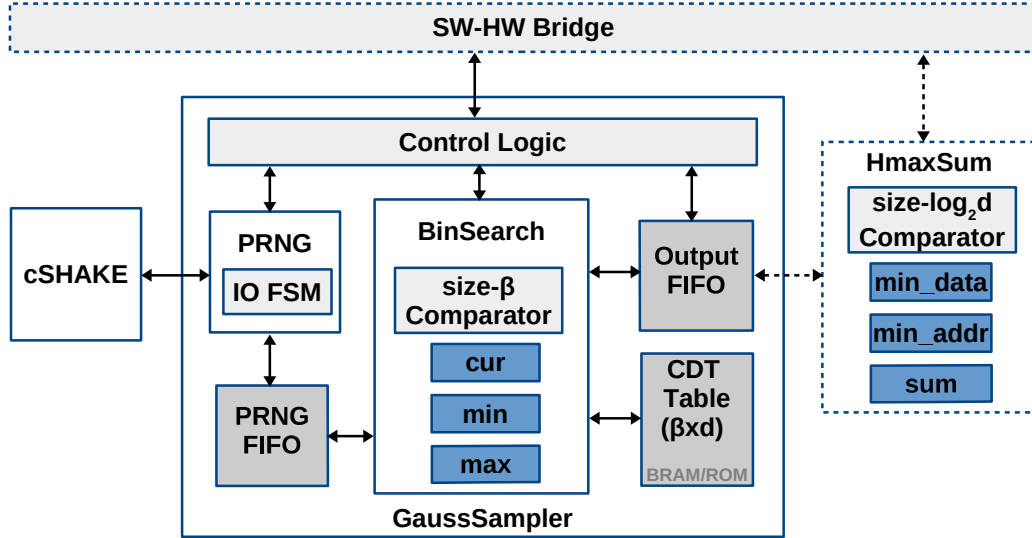 SW-HW Bridge
Control Logic
cSHAKE
PRNG
IO FSM
PRNG
FIFO
BinSearch
size-β
Comparator
cur
min
max
Output
FIFO
CDT
Table
(βxd)
BRAM/ROM
GaussSampler
HmaxSum
size-log₂d
Comparator
min_data
min_addr
sum